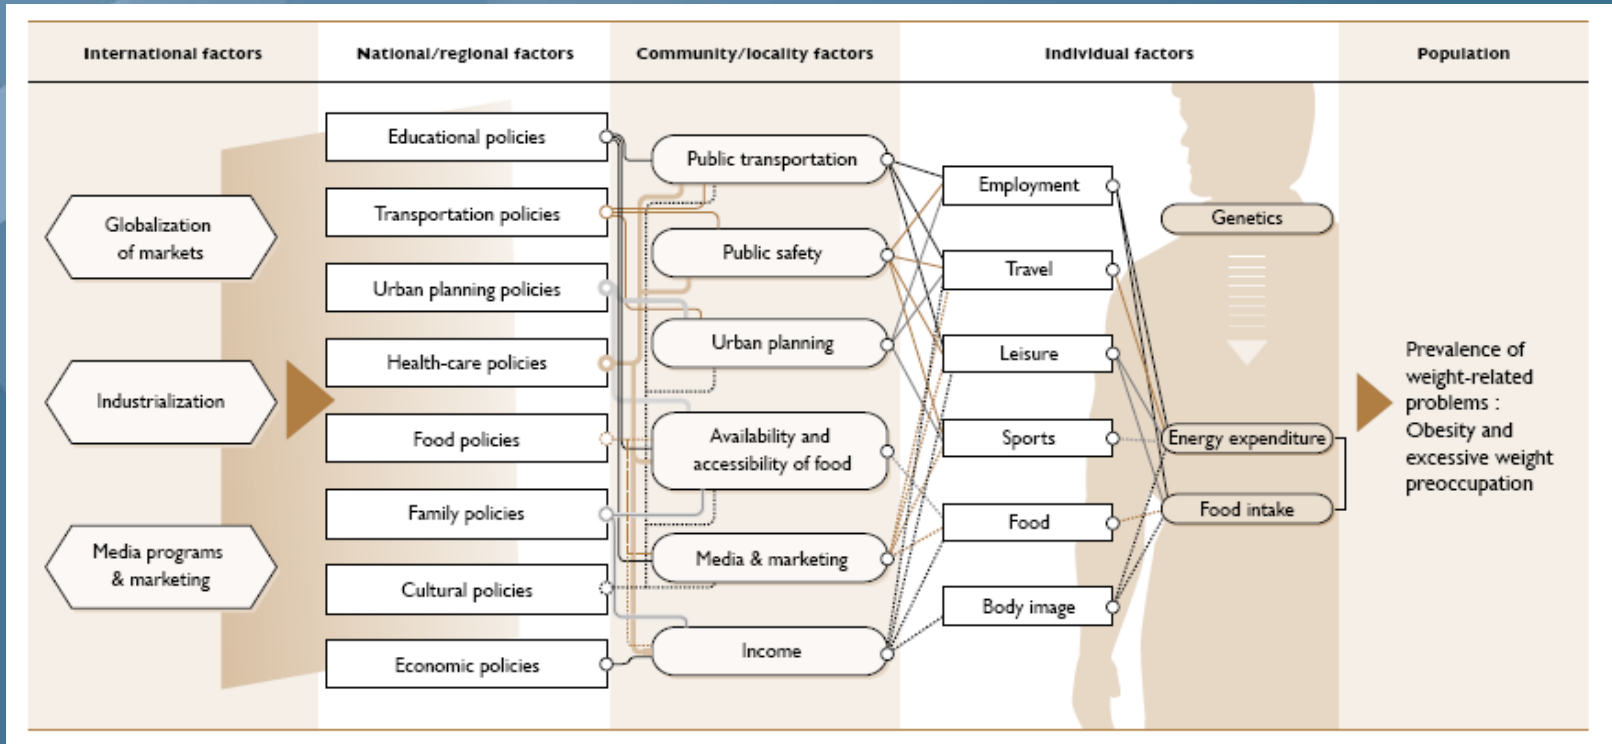 International factors
National/regional factors
Community/locality factors
Individual factors
Population
Globalization
of markets
Industrialization
Media programs
& marketing
Educational policies
Transportation policies
Urban planning policies
Health-care policies
Food policies
Family policies
Cultural policies
Economic policies
Public transportation
Public safety
Urban planning
Availability and
accessibility of food
Media & marketing
Income
Employment
Travel
Leisure
Sports
Food
Body image
Genetics
Energy expenditure
Food intake
Prevalence of
weight-related
problems :
Obesity and
excessive weight
preoccupation